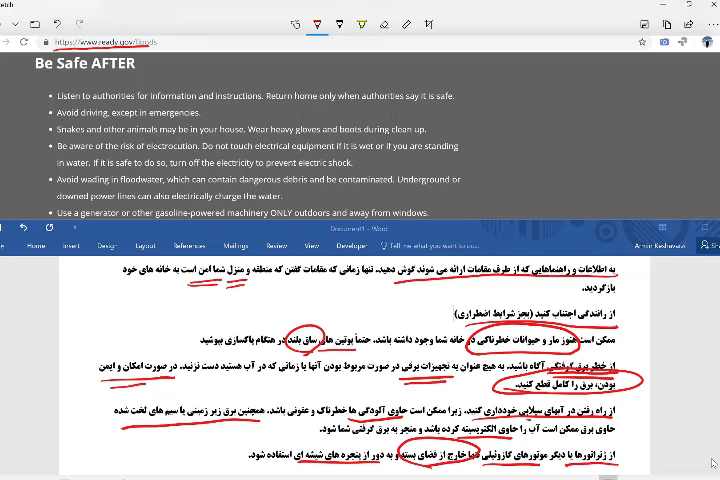 etch
https://www.ready.gov/floods
Be Safe AFTER
Listen to authorities for information and instructions. Return home only when authorities say it is safe.
Avoid driving, except in emergencies.
Snakes and other animals may be in your house. Wear heavy gloves and boots during clean up.
Be aware of the risk of electrocution. Do not touch electrical equipment if it is wet or if you are standing
in water. If it is safe to do so, turn off the electricity to prevent electric shock.
Avoid wading in floodwater, which can contain dangerous debris and be contaminated. Underground or
downed power lines can also electrically charge the water.
Use a generator or other gasoline-powered machinery ONLY outdoors and away from windows.
Document1 - Word
Home Insert Design Layout References Mailings Review View Developer Tell me what you want to do... Armin Keshavarzi Sha
به اطلاعات و راهنماهایی که از طرف مقامات ارائه می شوند گوش دهید. تنها زمانی که مقامات گفتن که منطقه و منزل شما امن است به خانه های خود
بازگردید.
از رانندگی اجتناب کنید (بجز شرایط اضطراری)
ممکن است هنوز مار و حیوانات خطرناکی در خانه شما وجود داشته باشد. حتماً پوتین های ساق بلند در هنگام پاکسازی بپوشید
از خطر برق گرفتگی آگاه باشید. به هیچ عنوان به تجهیزات برقی در صورت مربوط بودن آنها یا زمانی که در آب هستید دست نزنید. در صورت امکان و ایمن
بودن، برق را کامل قطع کنید.
از راه رفتن در آبهای سیلابی خودداری کنید. زیرا ممکن است حاوی آلودگی ها خطرناک و عفونی باشد. همچنین برق زیر زمینی یا سیم های لخت شده
حاوی برق ممکن است آب را حاوی الکتریسیته کرده باشد و منجر به برق گرفتی شما شود.
از ژنراتورها یا دیگر موتورهای گازوئیلی تنها خارج از فضای بسته و به دور از پنجره های شیشه ای استفاده شود.